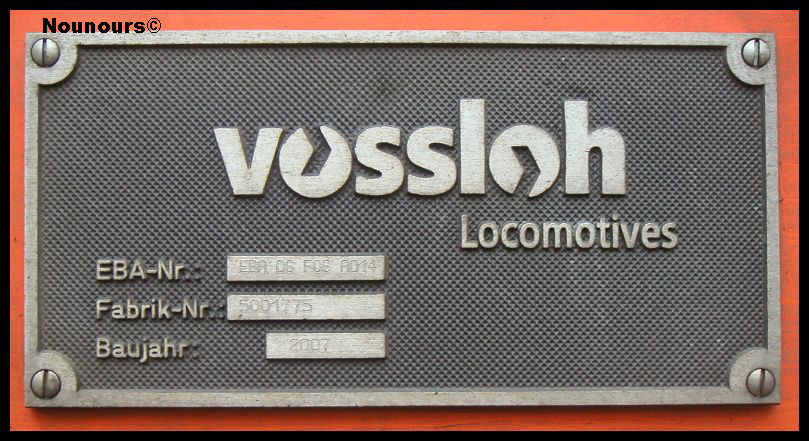 Nounours©
vossloh
Locomotives
EBA-Nr.: EBA 06 F06 A014
Fabrik-Nr.: 5001775
Baujahr: 2007